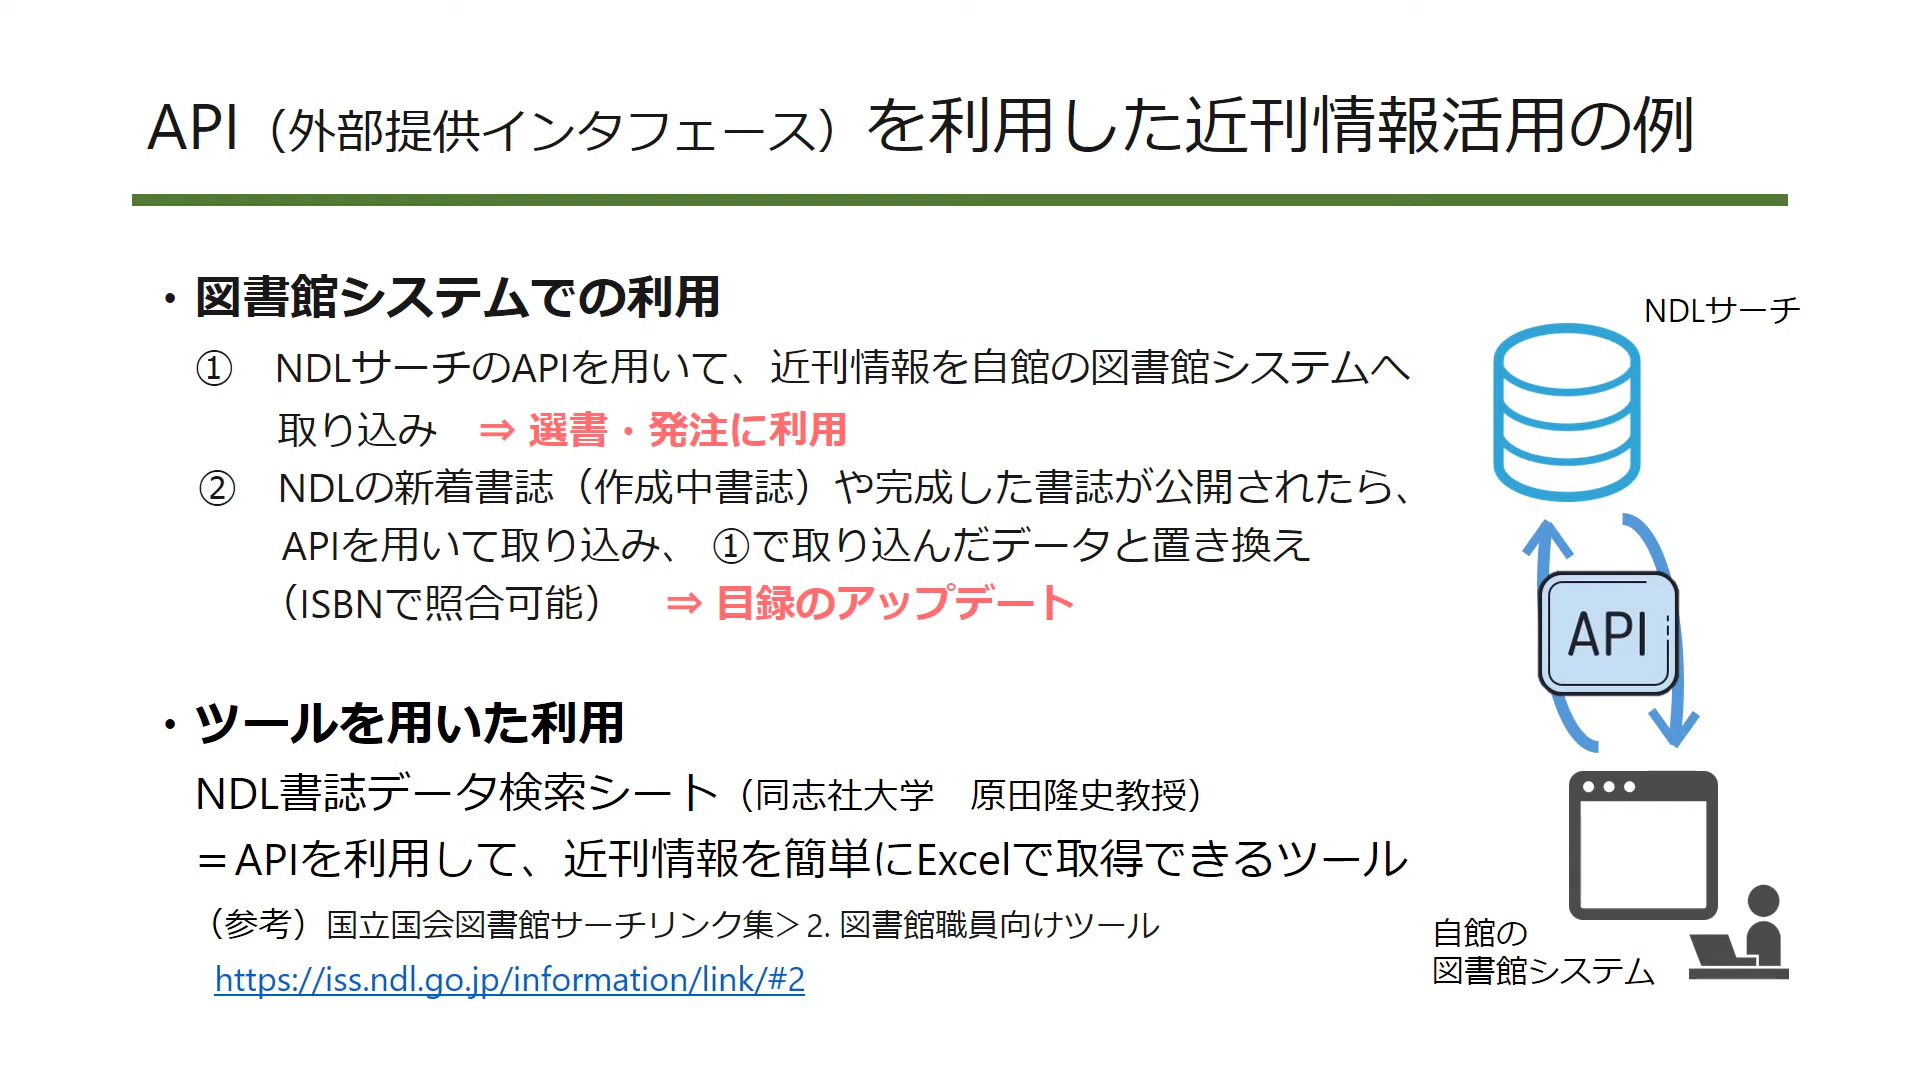 API（外部提供インタフェース）を利用した近刊情報活用の例
・図書館システムでの利用
①　NDLサーチのAPIを用いて、近刊情報を自館の図書館システムへ
取り込み　⇒ 選書・発注に利用
②　NDLの新着書誌（作成中書誌）や完成した書誌が公開されたら、
APIを用いて取り込み、 ①で取り込んだデータと置き換え
（ISBNで照合可能）　⇒ 目録のアップデート
・ツールを用いた利用
NDL書誌データ検索シート（同志社大学　原田隆史教授）
＝APIを利用して、近刊情報を簡単にExcelで取得できるツール
（参考）国立国会図書館サーチリンク集＞2. 図書館職員向けツール
https://iss.ndl.go.jp/information/link/#2
NDLサーチ
API
自館の
図書館システム